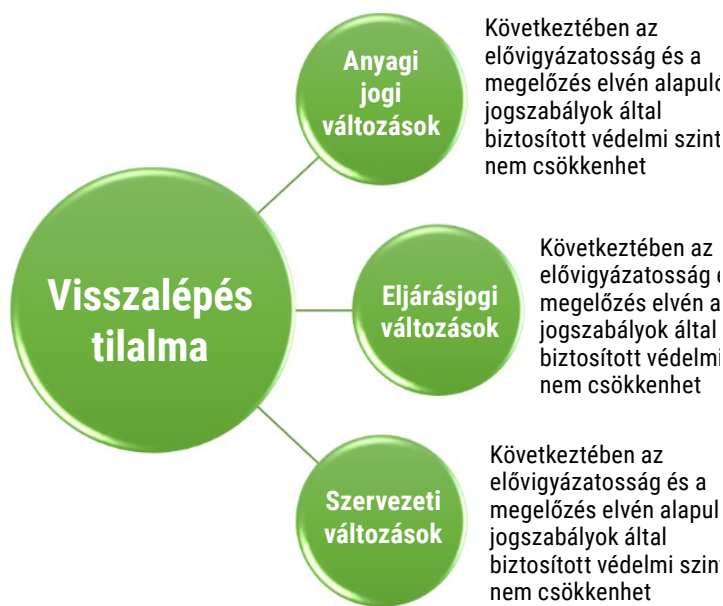 Következtében az
elővigyázatosság és a
megelőzés elvén alapuló
jogszabályok által
biztosított védelmi szint
nem csökkenhet
Anyagi
jogi
változások
Visszalépés
tilalma
Következtében az
elővigyázatosság
megelőzés elvén
jogszabályok által
biztosított védelmi
nem csökkenhet
Eljárásjogi
változások
Következtében az
elővigyázatosság és a
megelőzés elvén
jogszabályok által
biztosított védelmi szint
nem csökkenhet
Szervezeti
változások